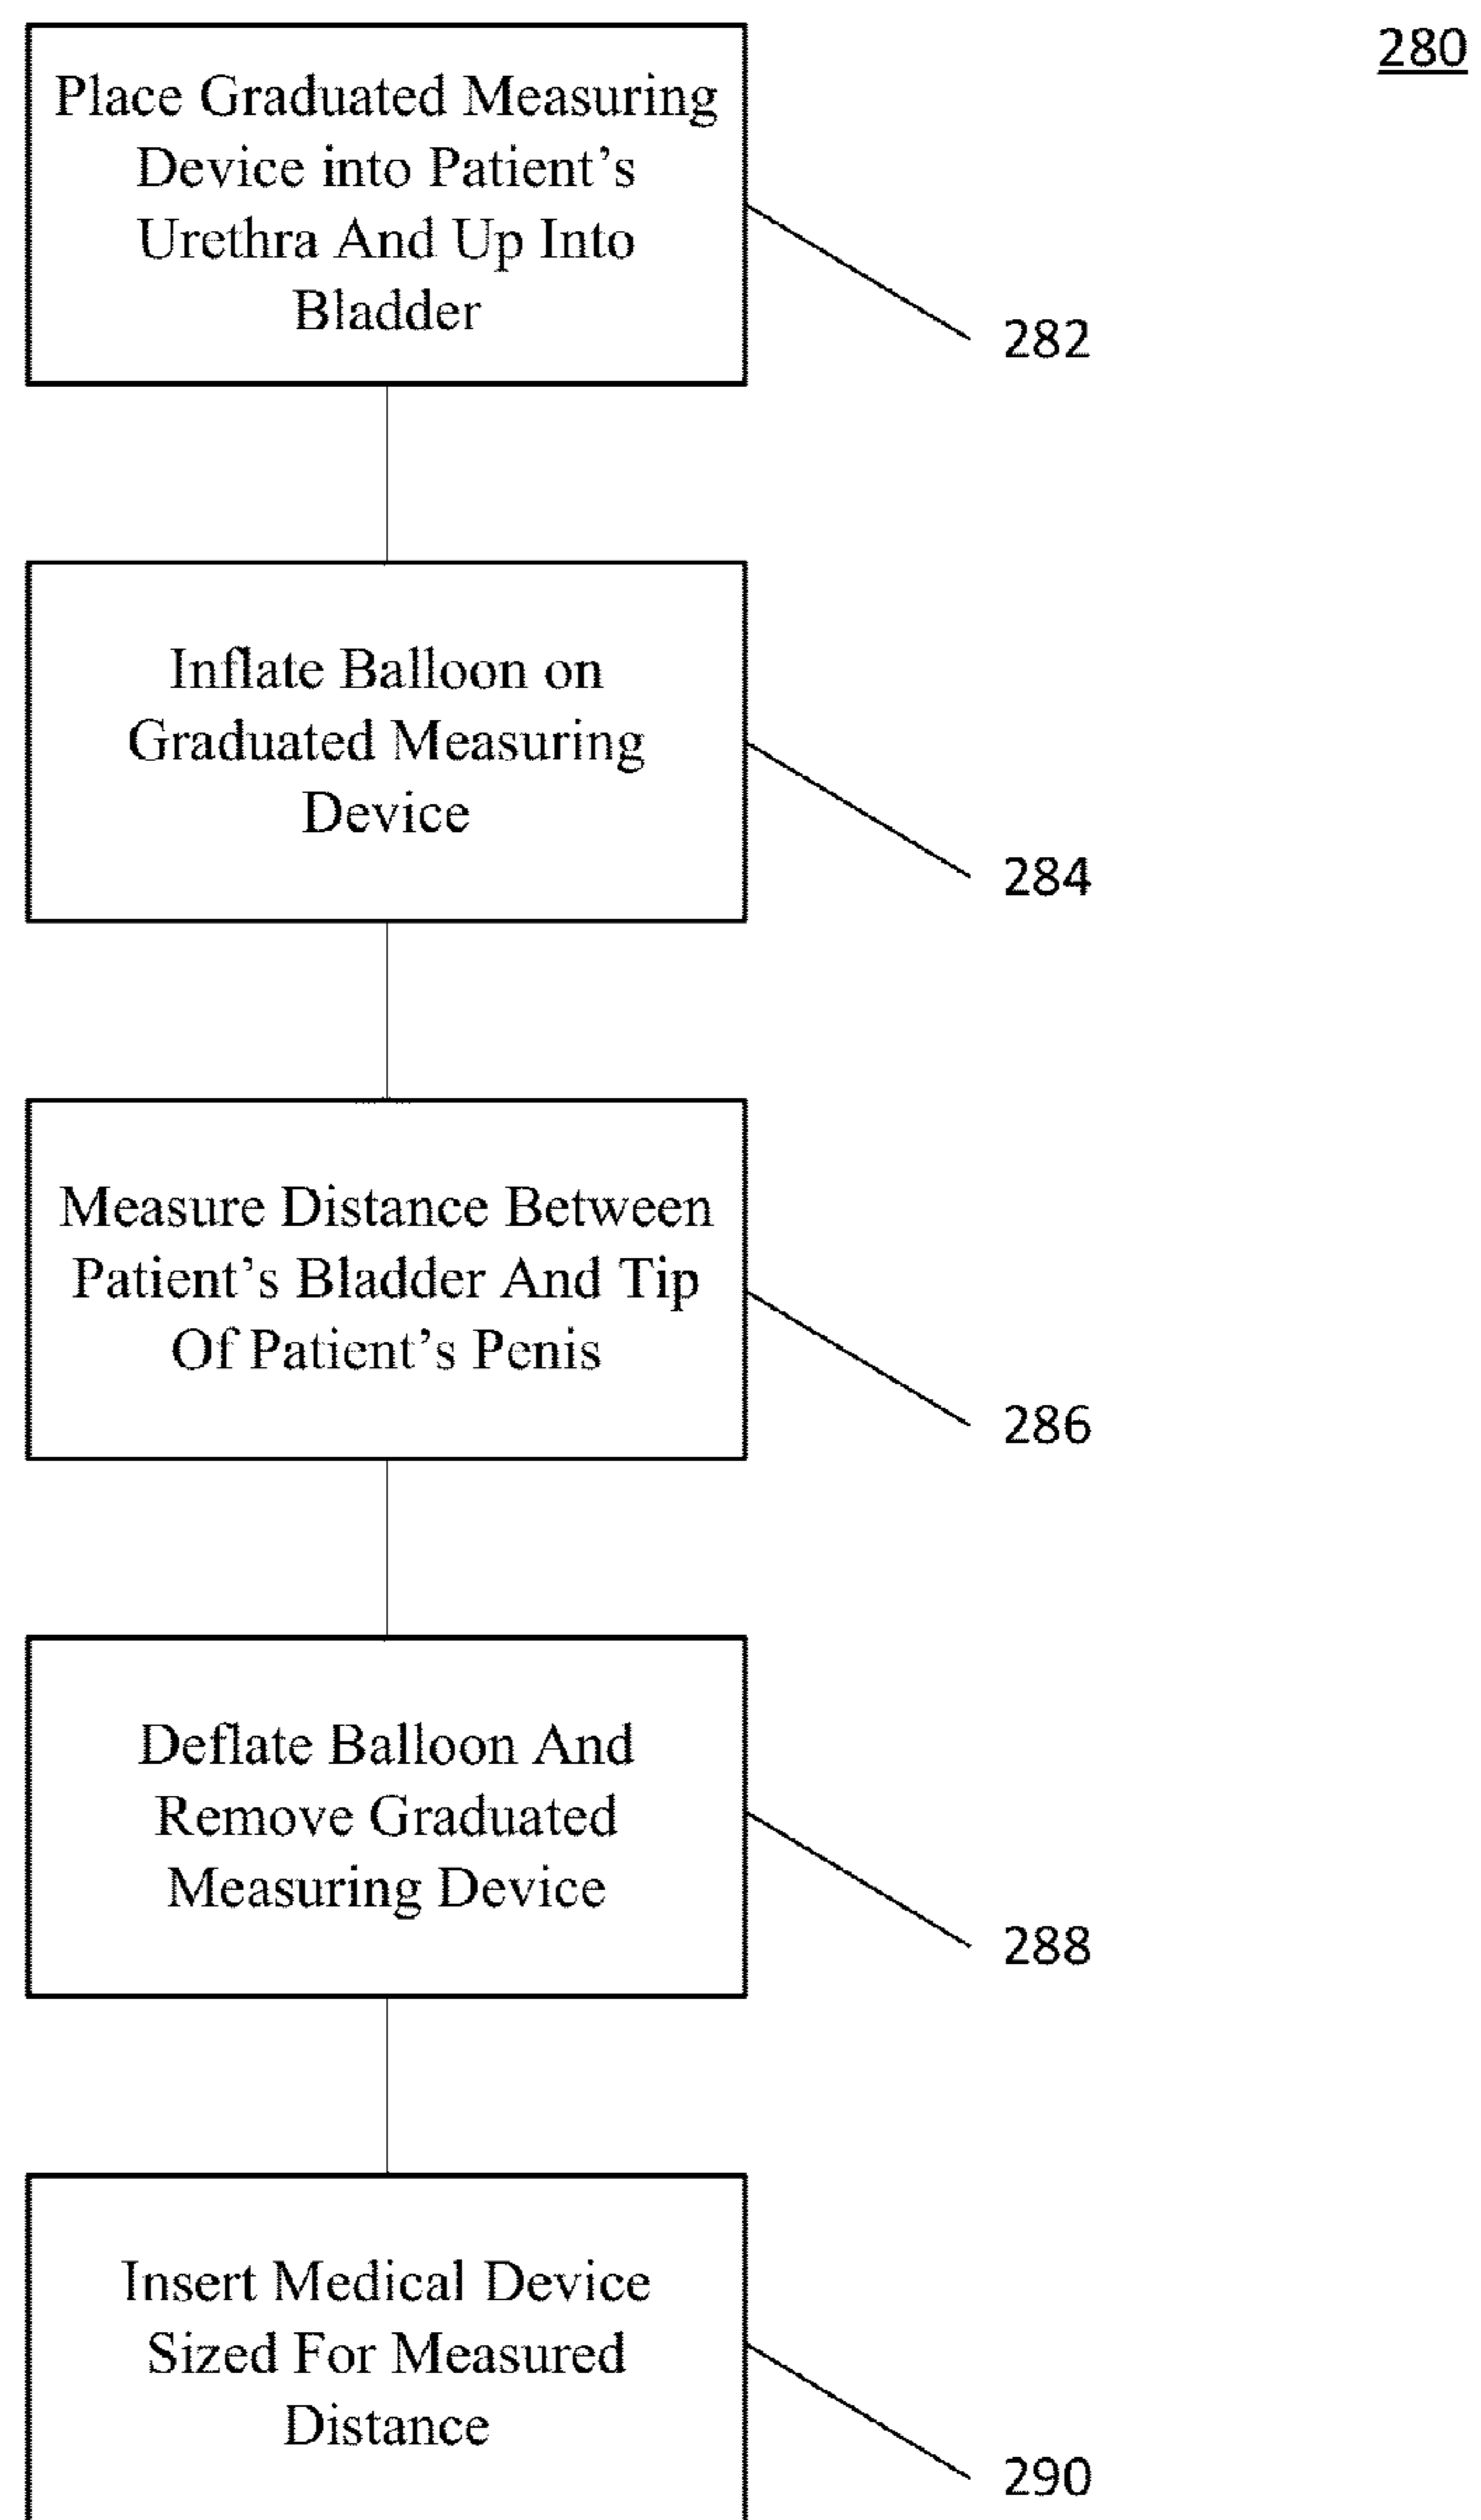 280
Place Graduated Measuring
Device into Patient's
Urethra And Up Into
Bladder
282
Inflate Balloon on
Graduated Measuring
Device
284
Measure Distance Between
Patient's Bladder And Tip
Of Patient's Penis
286
Deflate Balloon And
Remove Graduated
Measuring Device
288
Insert Medical Device
Sized For Measured
Distance
290